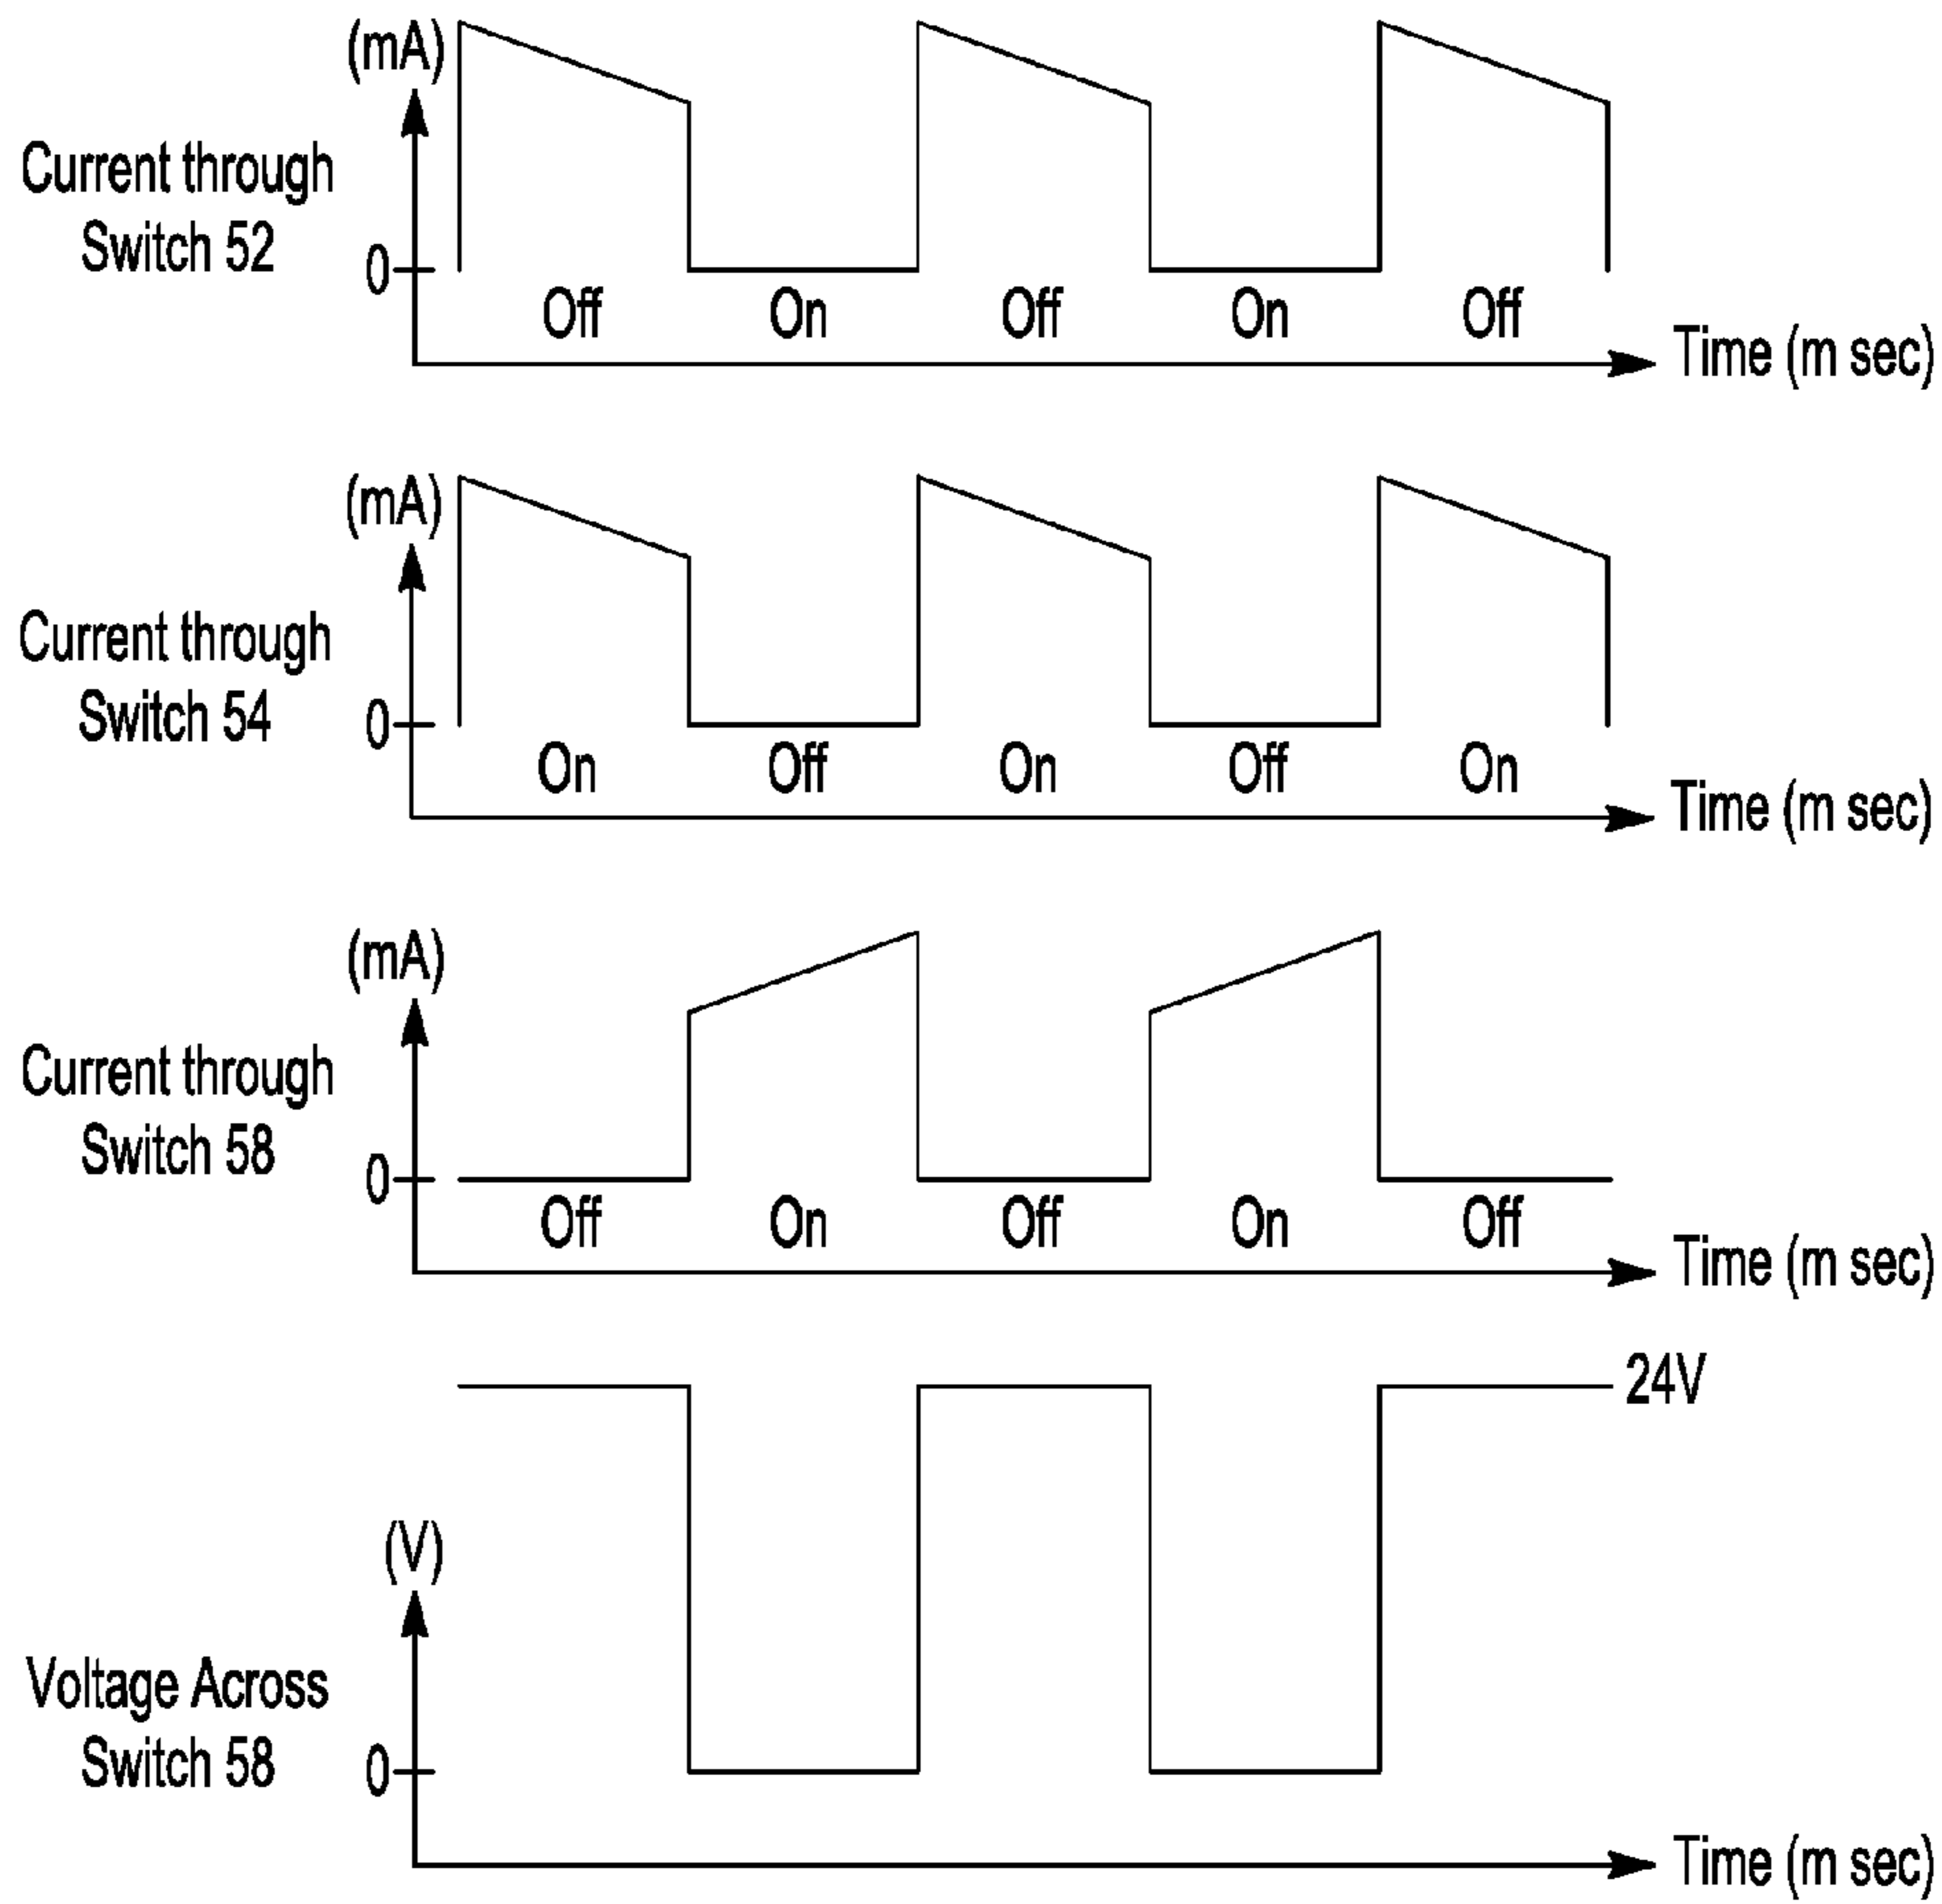 (mA)
Current through
Switch 52
0
Off On Off On Off
Time (m sec)
(mA)
Current through
Switch 54
0
On Off On Off On
Time (m sec)
(mA)
Current through
Switch 58
0
Off On Off On Off
Time (m sec)
24V
(V)
Voltage Across
Switch 58
0
Time (m sec)